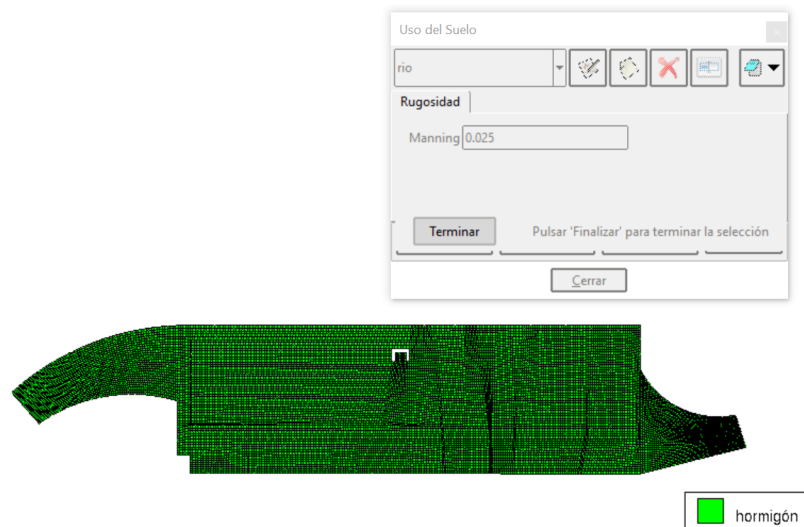 Uso del Suelo
rio
Rugosidad
Manning 0.025
Terminar
Pulsar 'Finalizar' para terminar la selección
Cerrar
hormigón